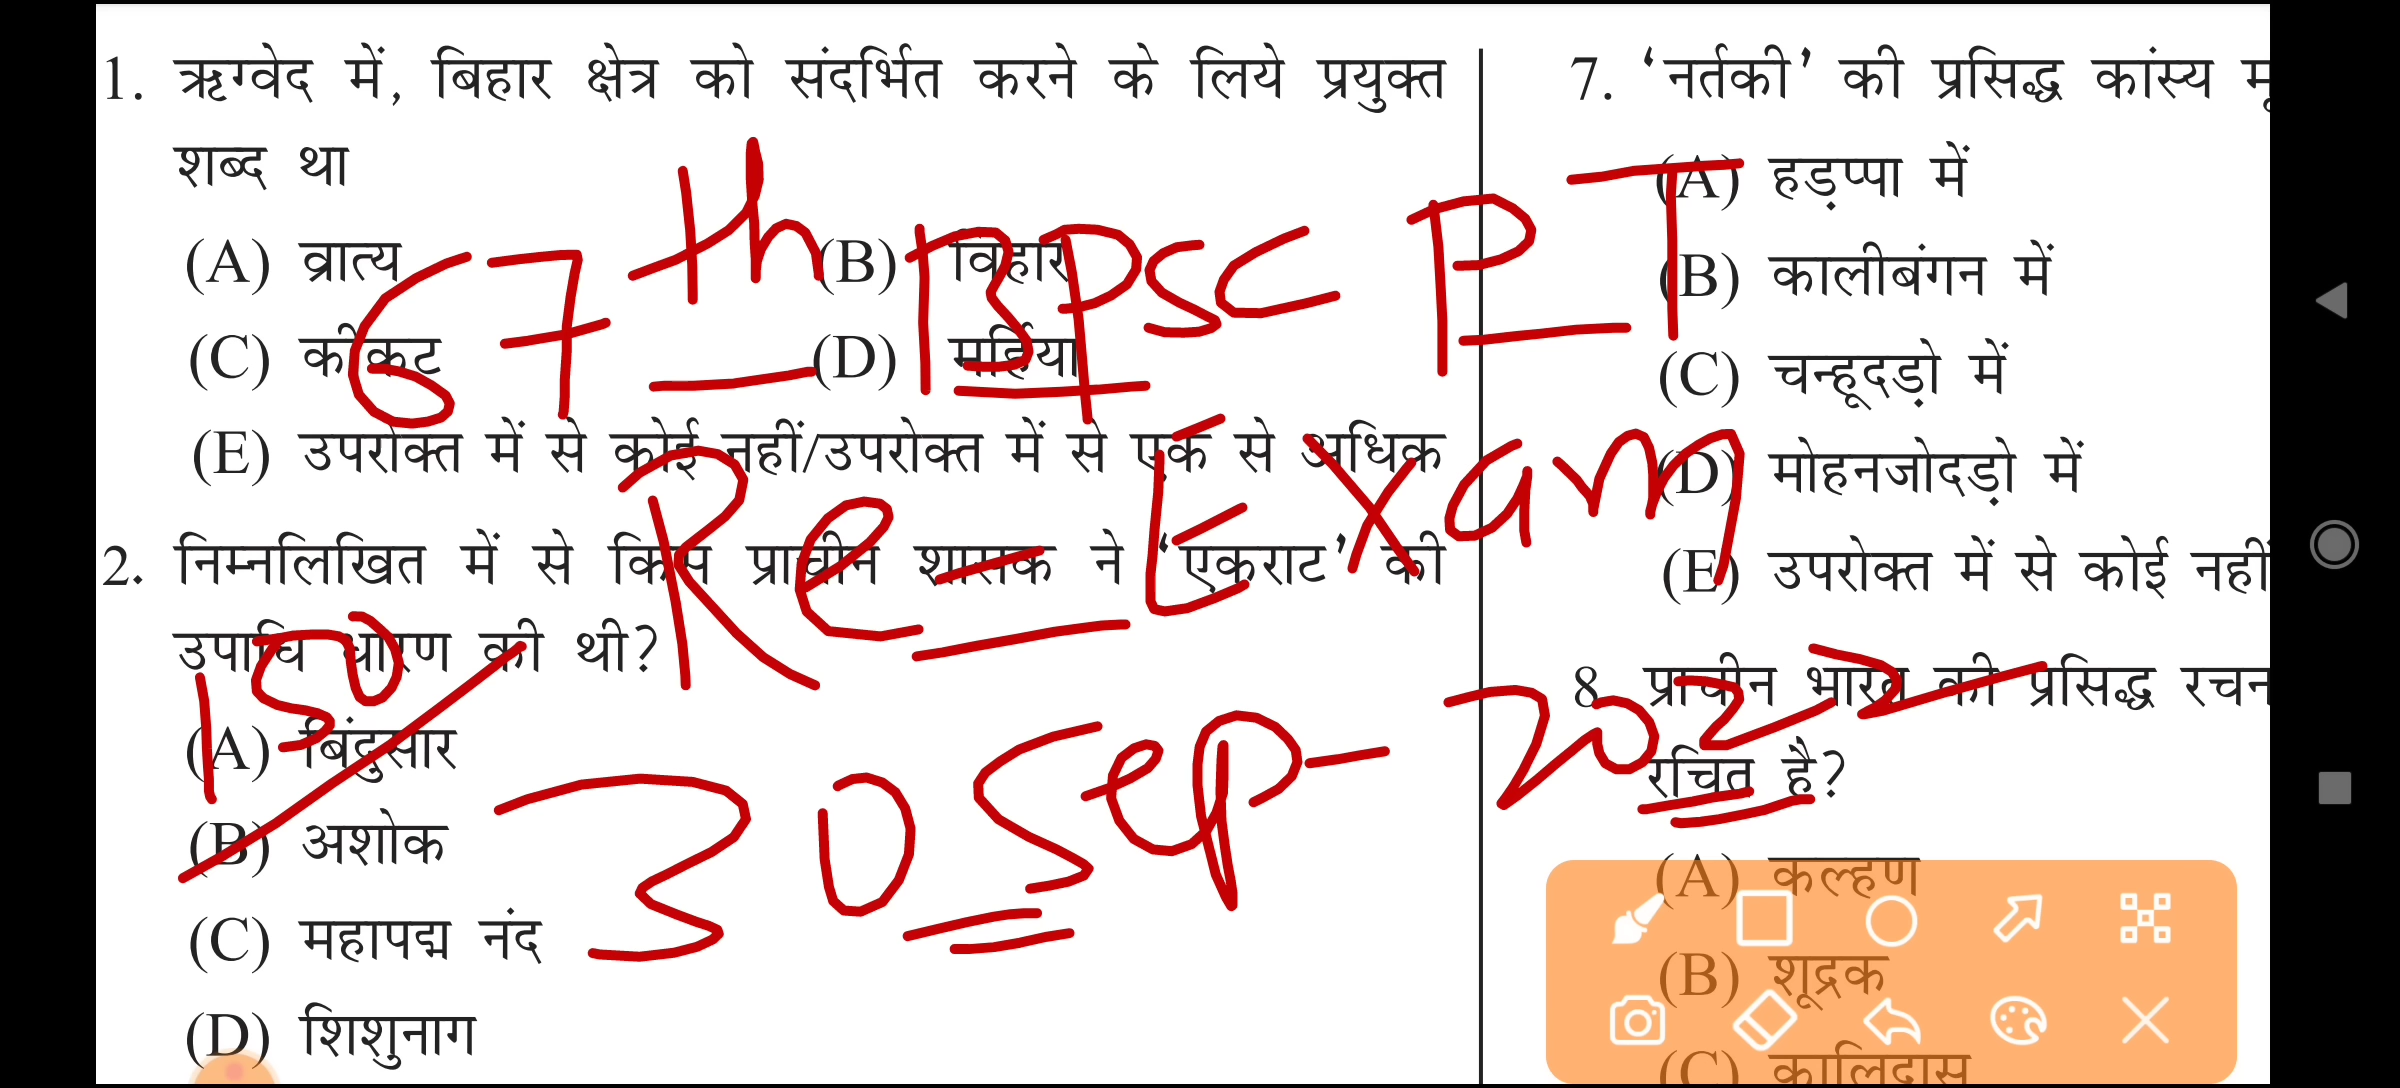 1. ऋग्वेद में, बिहार क्षेत्र को संदर्भित करने के लिये प्रयुक्त
शब्द था
(A) व्रात्य
(B) विहार
(C) कीकट
(D) मर्हिया
(E) उपरोक्त में से कोई नहीं/उपरोक्त में से एक से अधिक
2. निम्नलिखित में से किस प्राचीन शासक ने ‘एकराट’ की
उपाधि धारण की थी?
(A) बिंदुसार
(B) अशोक
(C) महापद्म नंद
(D) शिशुनाग
7. ‘नर्तकी’ की प्रसिद्ध कांस्य
(A) हड़प्पा में
(B) कालीबंगन में
(C) चन्हूदड़ो में
(D) मोहनजोदड़ो में
(E) उपरोक्त में से कोई नहीं
8. प्राचीन भारत की प्रसिद्ध
रचित है?
(A) कल्हण
(B) शूद्रक
(C) कालिदास
67th BPSC PT
Re-Exam
150
30 Sep-2022